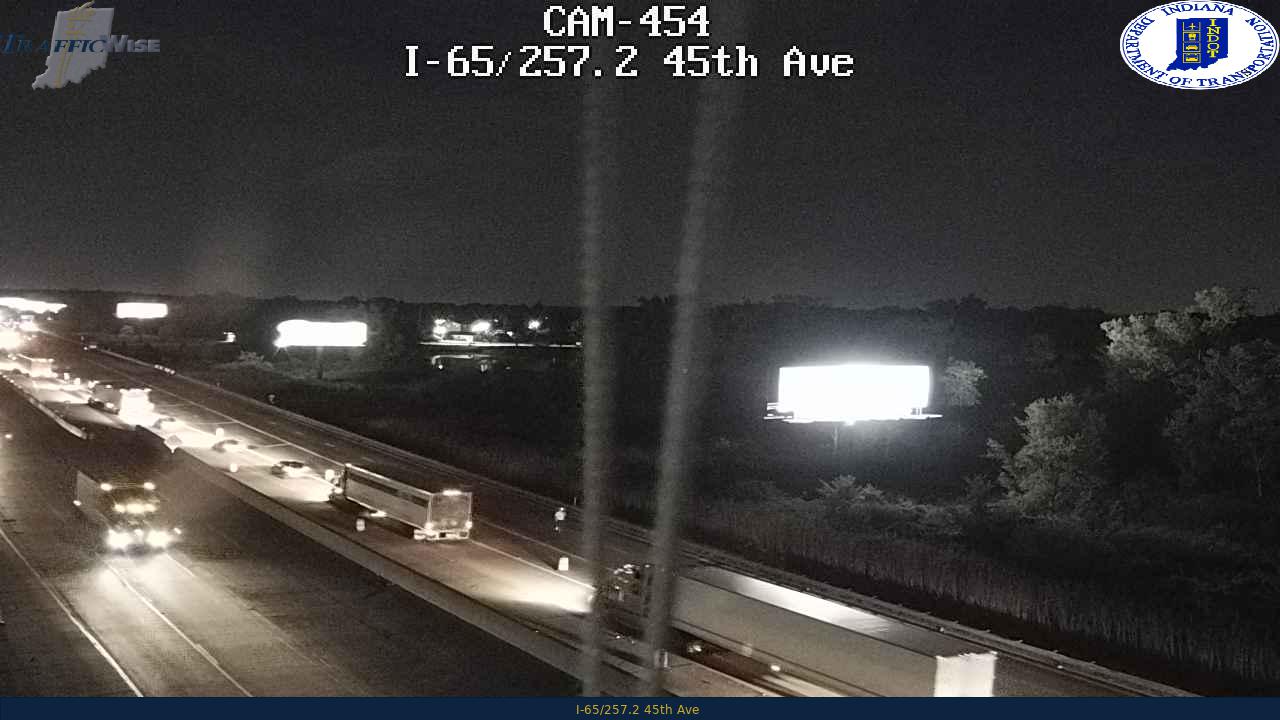 CAM-454
I-65/257.2 45th Ave
TRAFFICWISE
INDIANA
DEPARTMENT OF TRANSPORTATION
INDOT
I-65/257.2 45th Ave